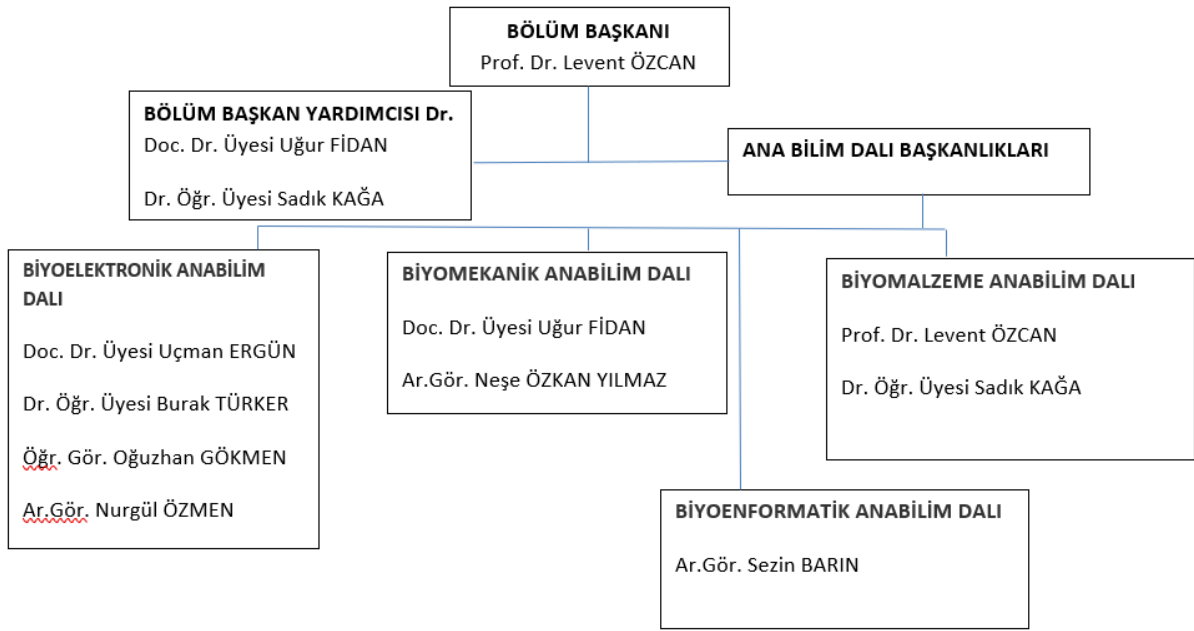 BÖLÜM BAŞKANI
Prof. Dr. Levent ÖZCAN
BÖLÜM BAŞKAN YARDIMCISI Dr.
Doc. Dr. Üyesi Uğur FİDAN
Dr. Öğr. Üyesi Sadık KAĞA
ANA BİLİM DALI BAŞKANLIKLARI
BİYOELEKTRONİK ANABİLİM
DALI
Doc. Dr. Üyesi Uçman ERGÜN
Dr. Öğr. Üyesi Burak TÜRKER
Öğr. Gör. Oğuzhan GÖKMEN
Ar.Gör. Nurgül ÖZMEN
BİYOMEKANİK ANABİLİM DALI
Doc. Dr. Üyesi Uğur FİDAN
Ar.Gör. Neşe ÖZKAN YILMAZ
BİYOMALZEME ANABİLİM DALI
Prof. Dr. Levent ÖZCAN
Dr. Öğr. Üyesi Sadık KAĞA
BİYOENFORMATİK ANABİLİM DALI
Ar.Gör. Sezin BARIN